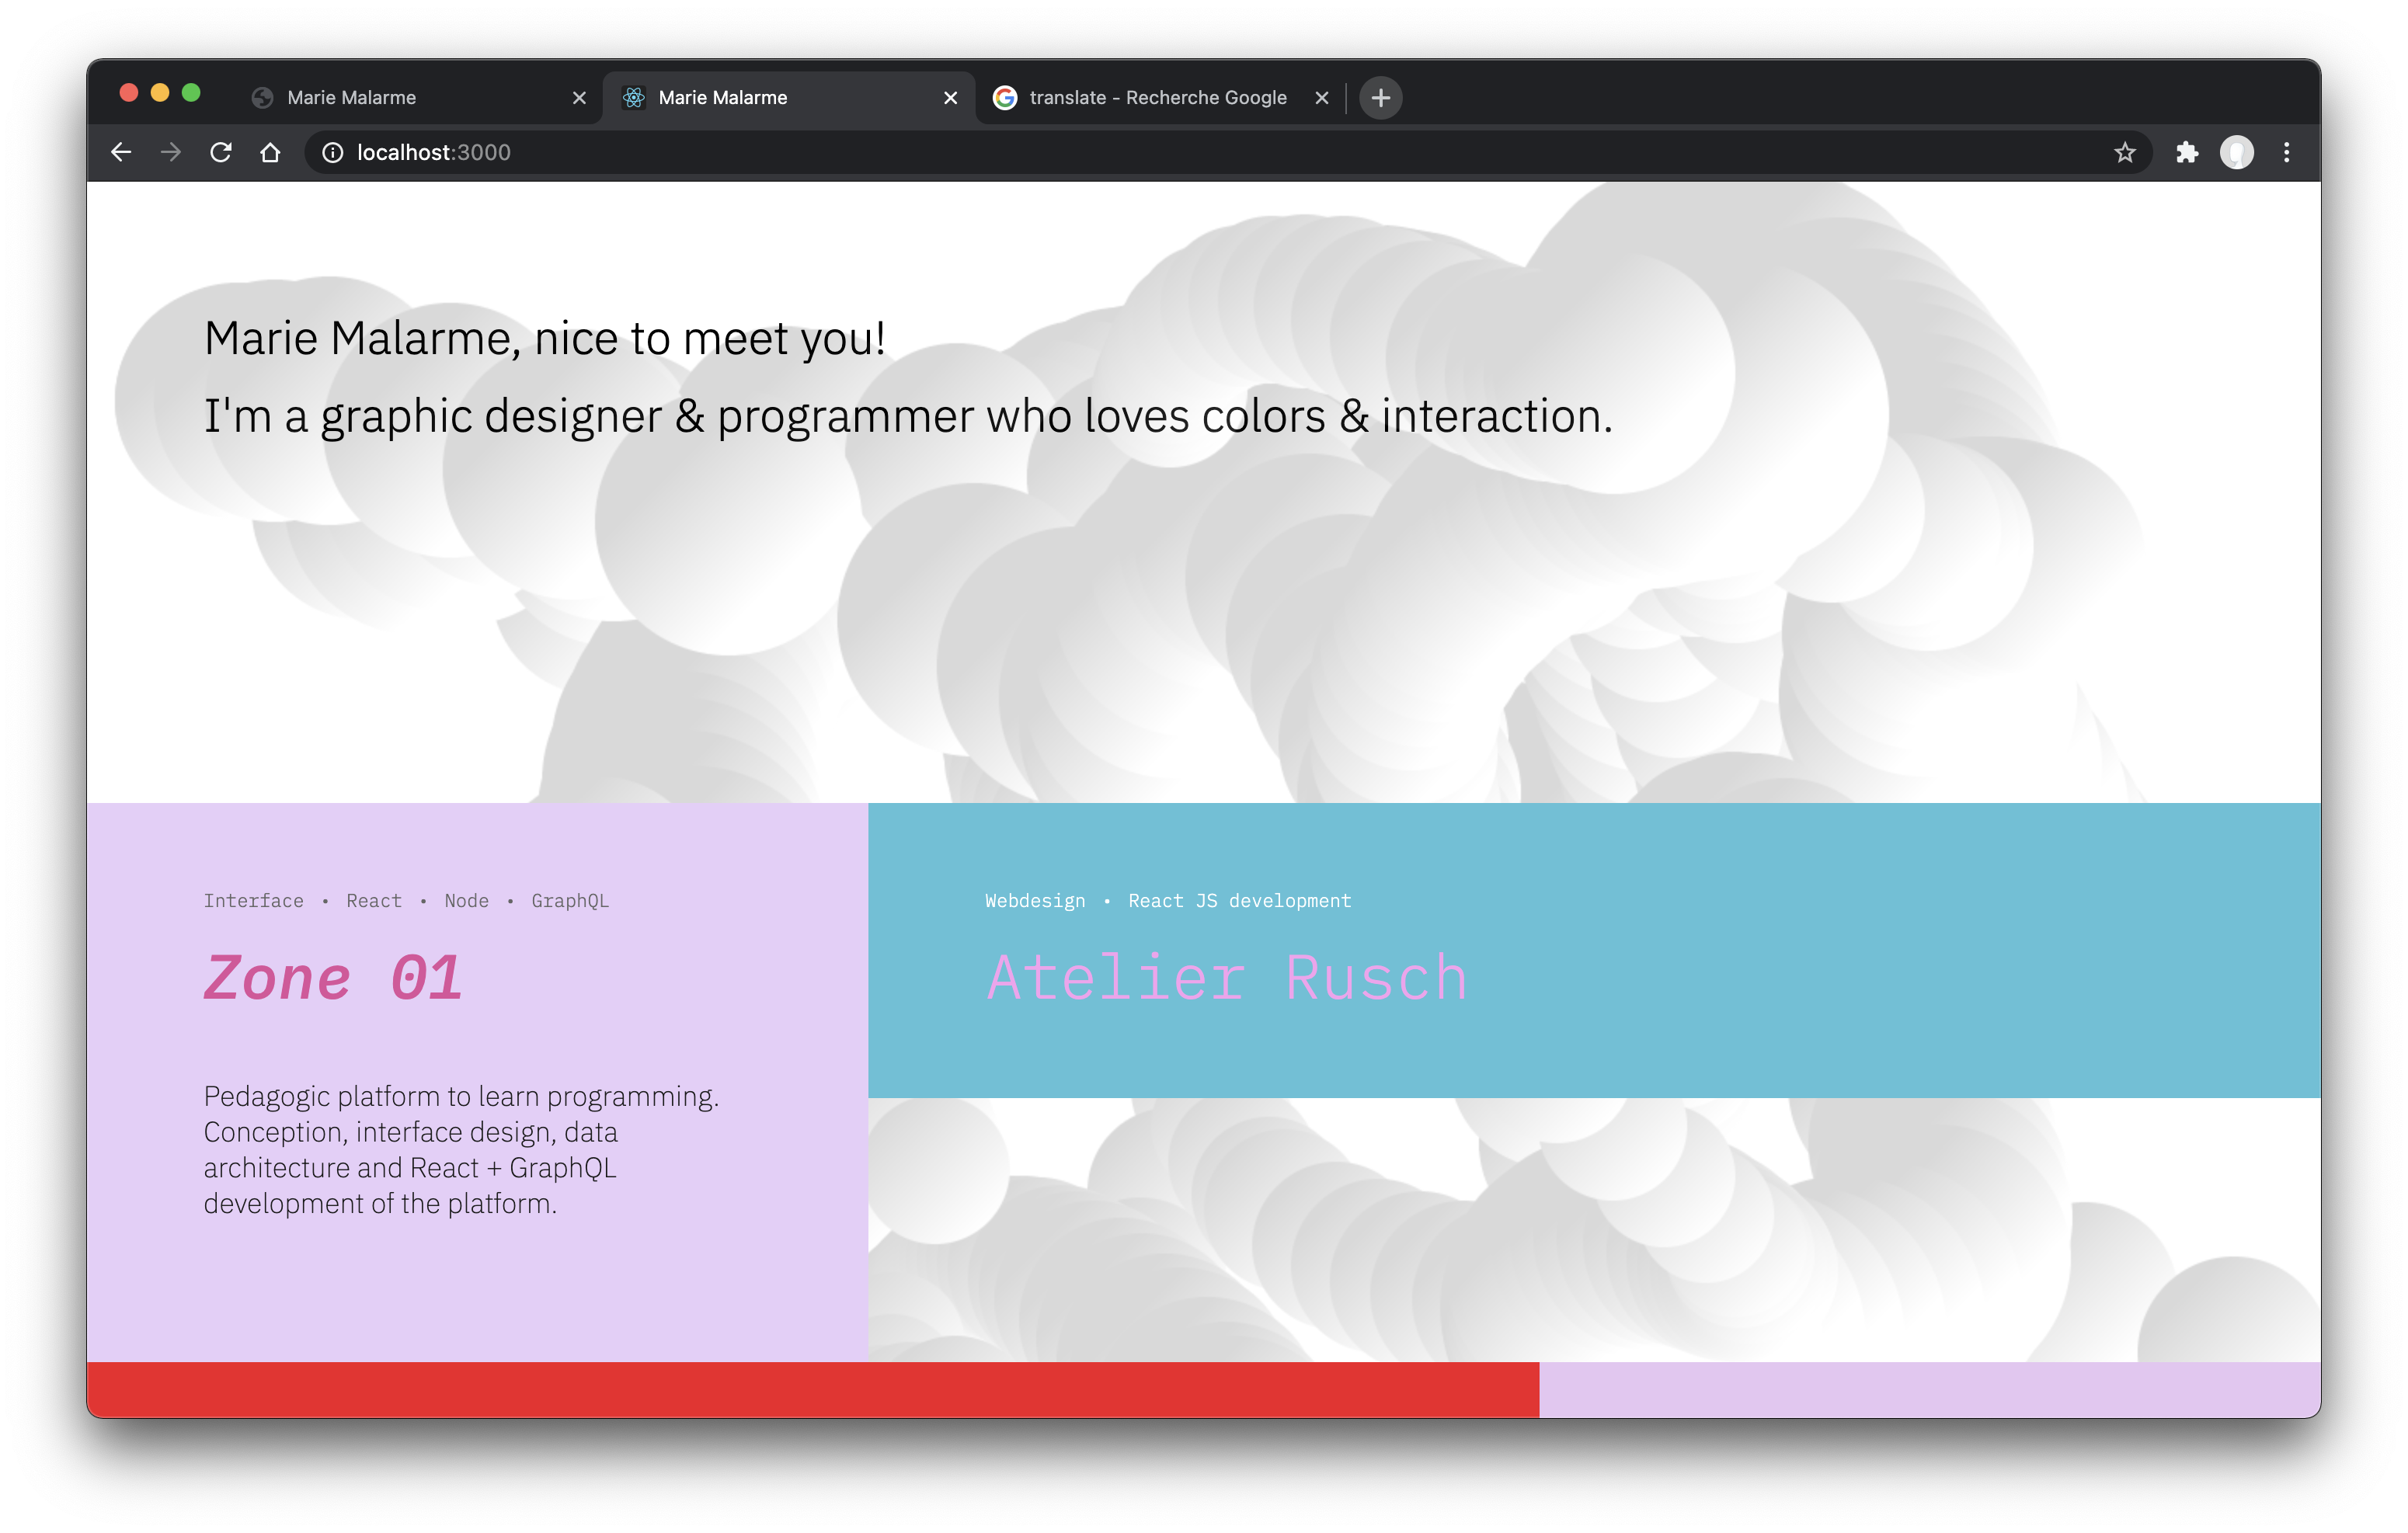 Marie Malarme
Marie Malarme
translate - Recherche Google
localhost:3000
Marie Malarme, nice to meet you!
I'm a graphic designer & programmer who loves colors & interaction.
Interface • React • Node • GraphQL
Zone 01
Pedagogic platform to learn programming.
Conception, interface design, data
architecture and React + GraphQL
development of the platform.
Webdesign • React JS development
Atelier Rusch